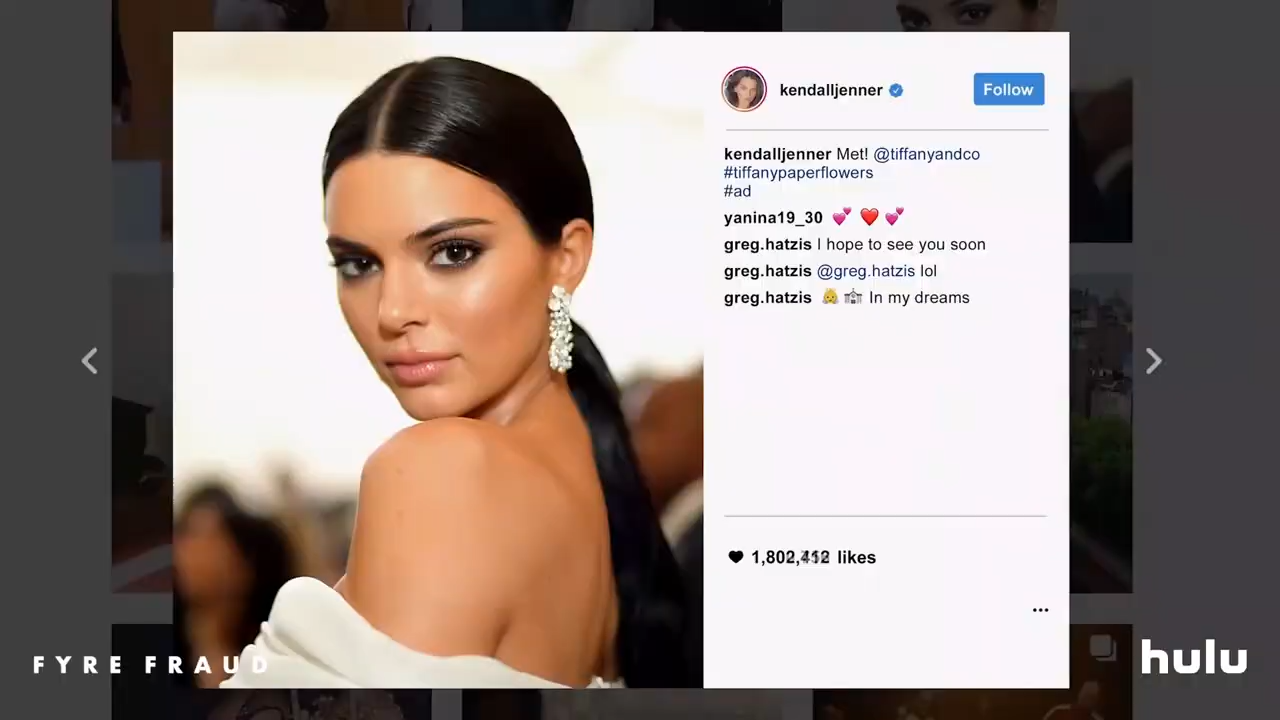 kendalljenner
Follow
kendalljenner Met! @tiffanyandco
#tiffanypaperflowers
#ad
yanina19_30 💕 ❤️ 💕
greg.hatzis I hope to see you soon
greg.hatzis @greg.hatzis lol
greg.hatzis 👸 💒 In my dreams
likes
...
FYRE FRAUD
hulu